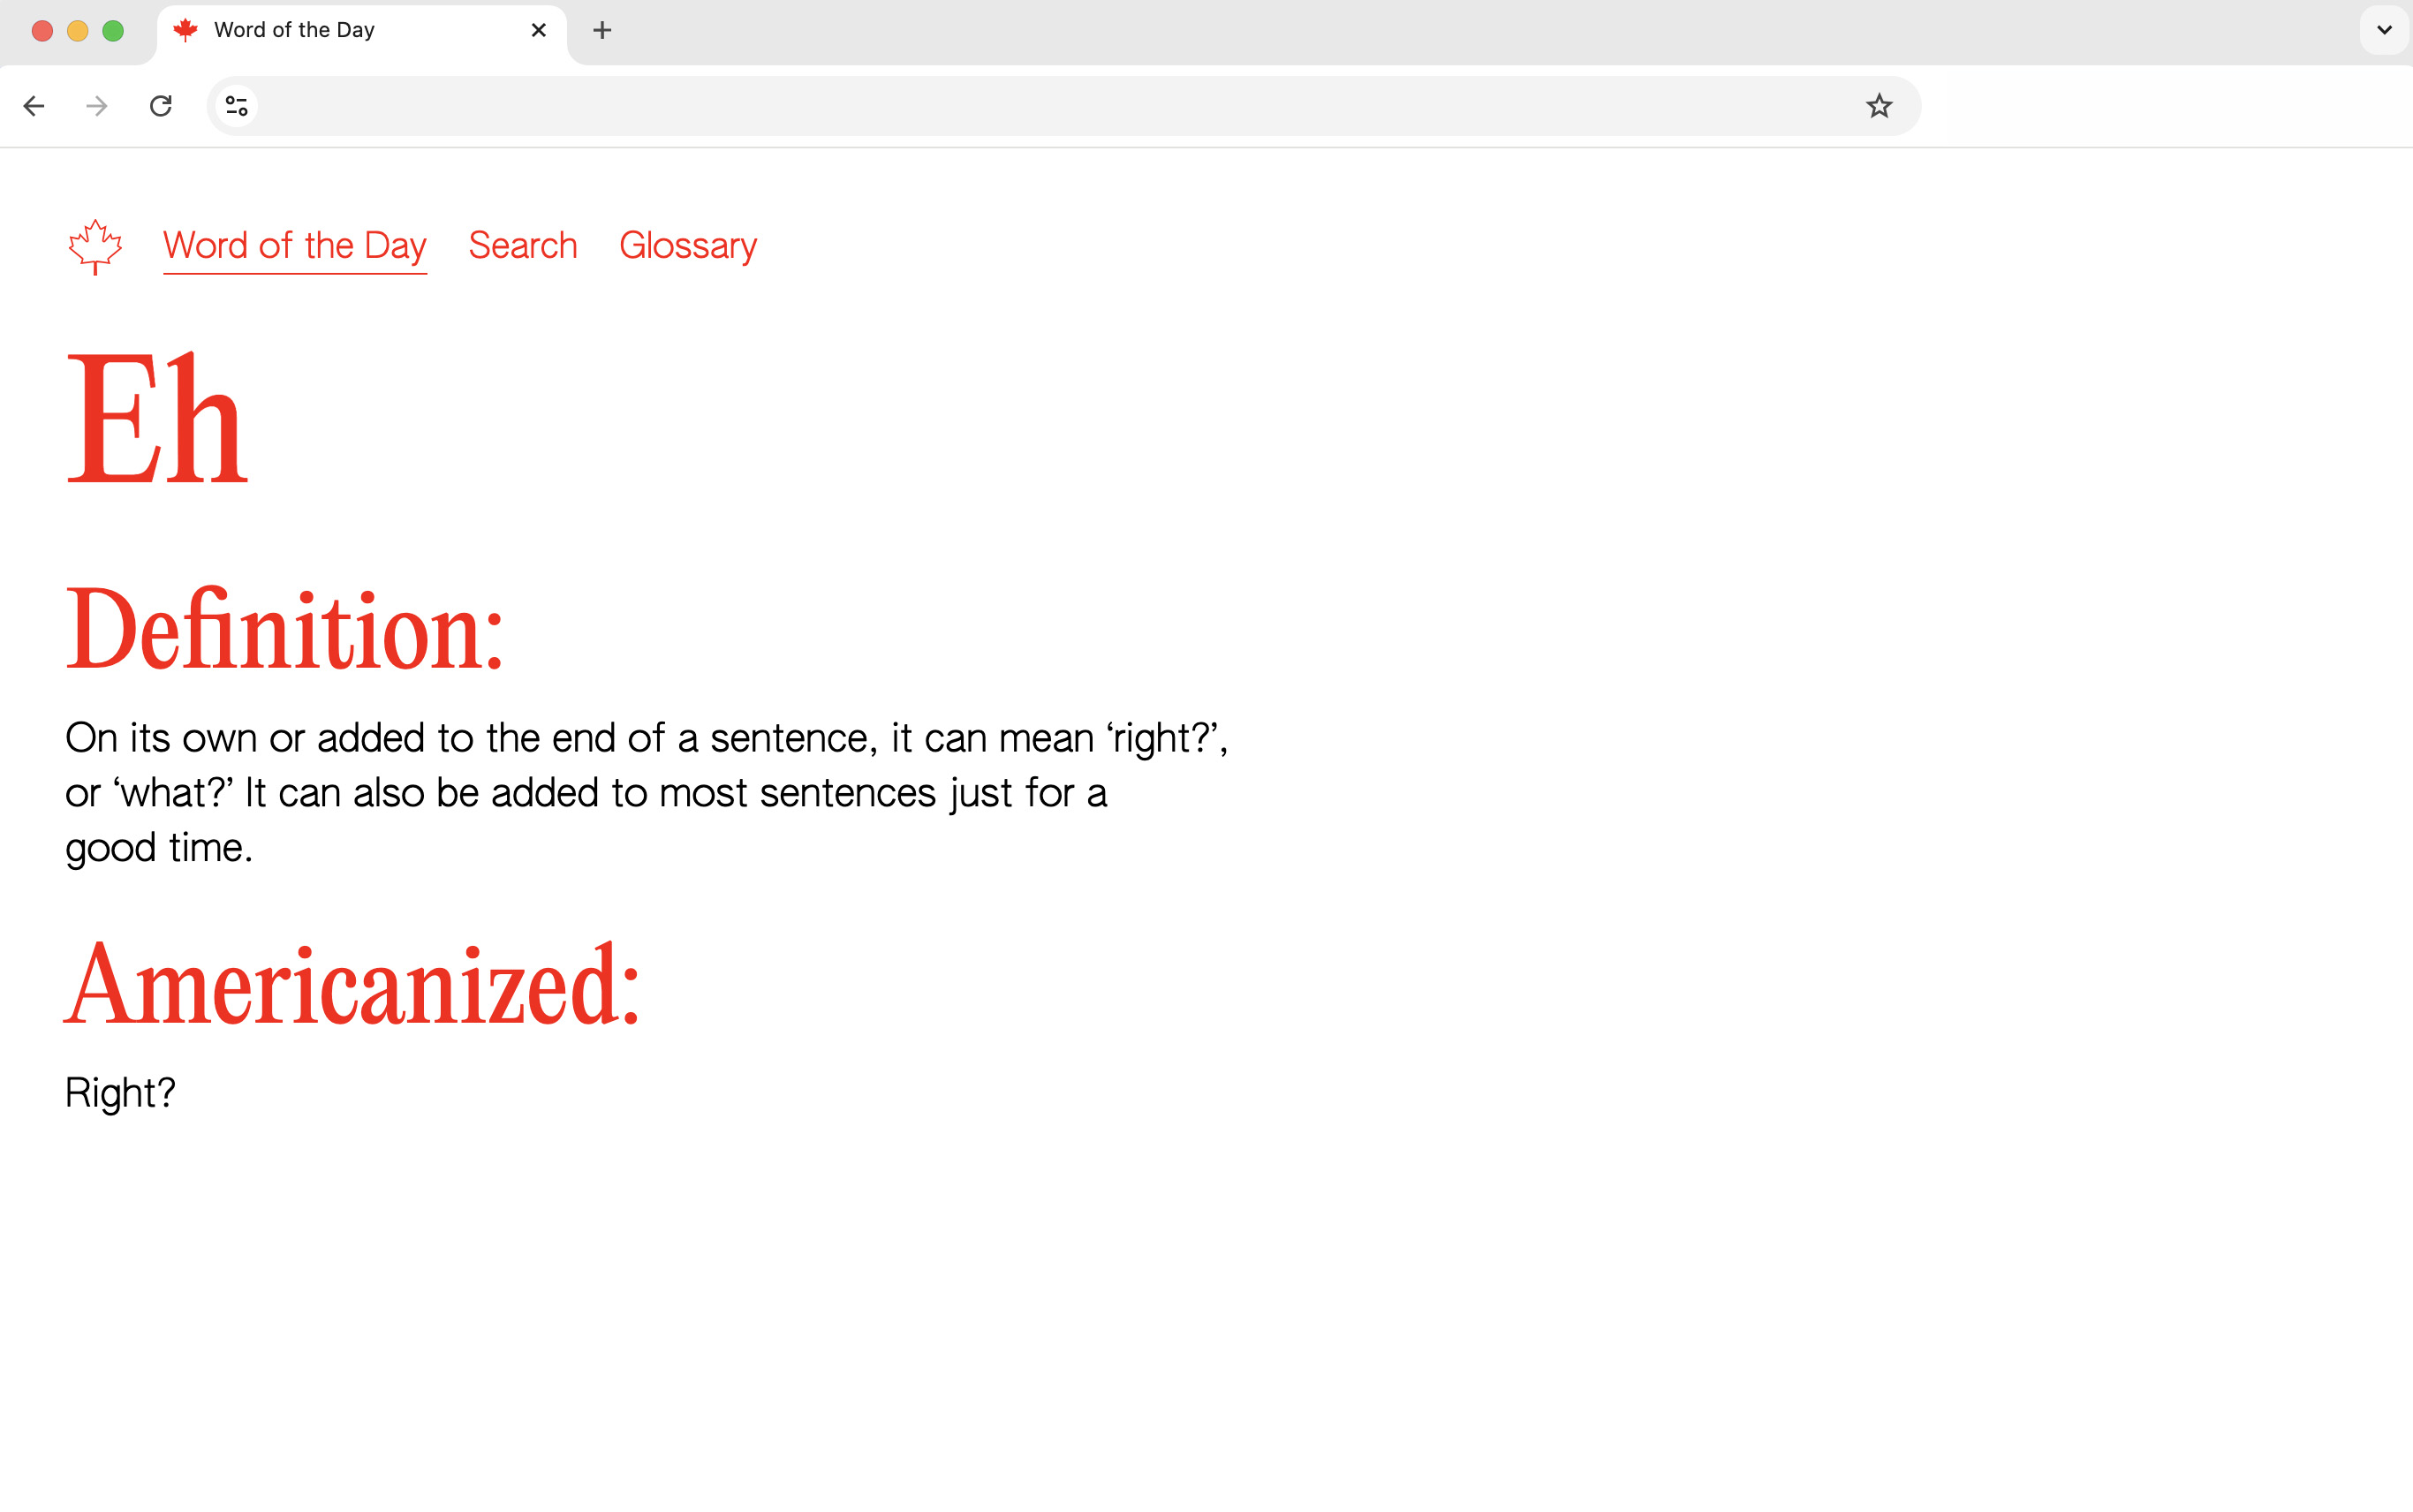 Word of the Day
Word of the Day Search Glossary
Eh
Definition:
On its own or added to the end of a sentence, it can mean ‘right?’,
or ‘what?’ It can also be added to most sentences just for a
good time.
Americanized:
Right?